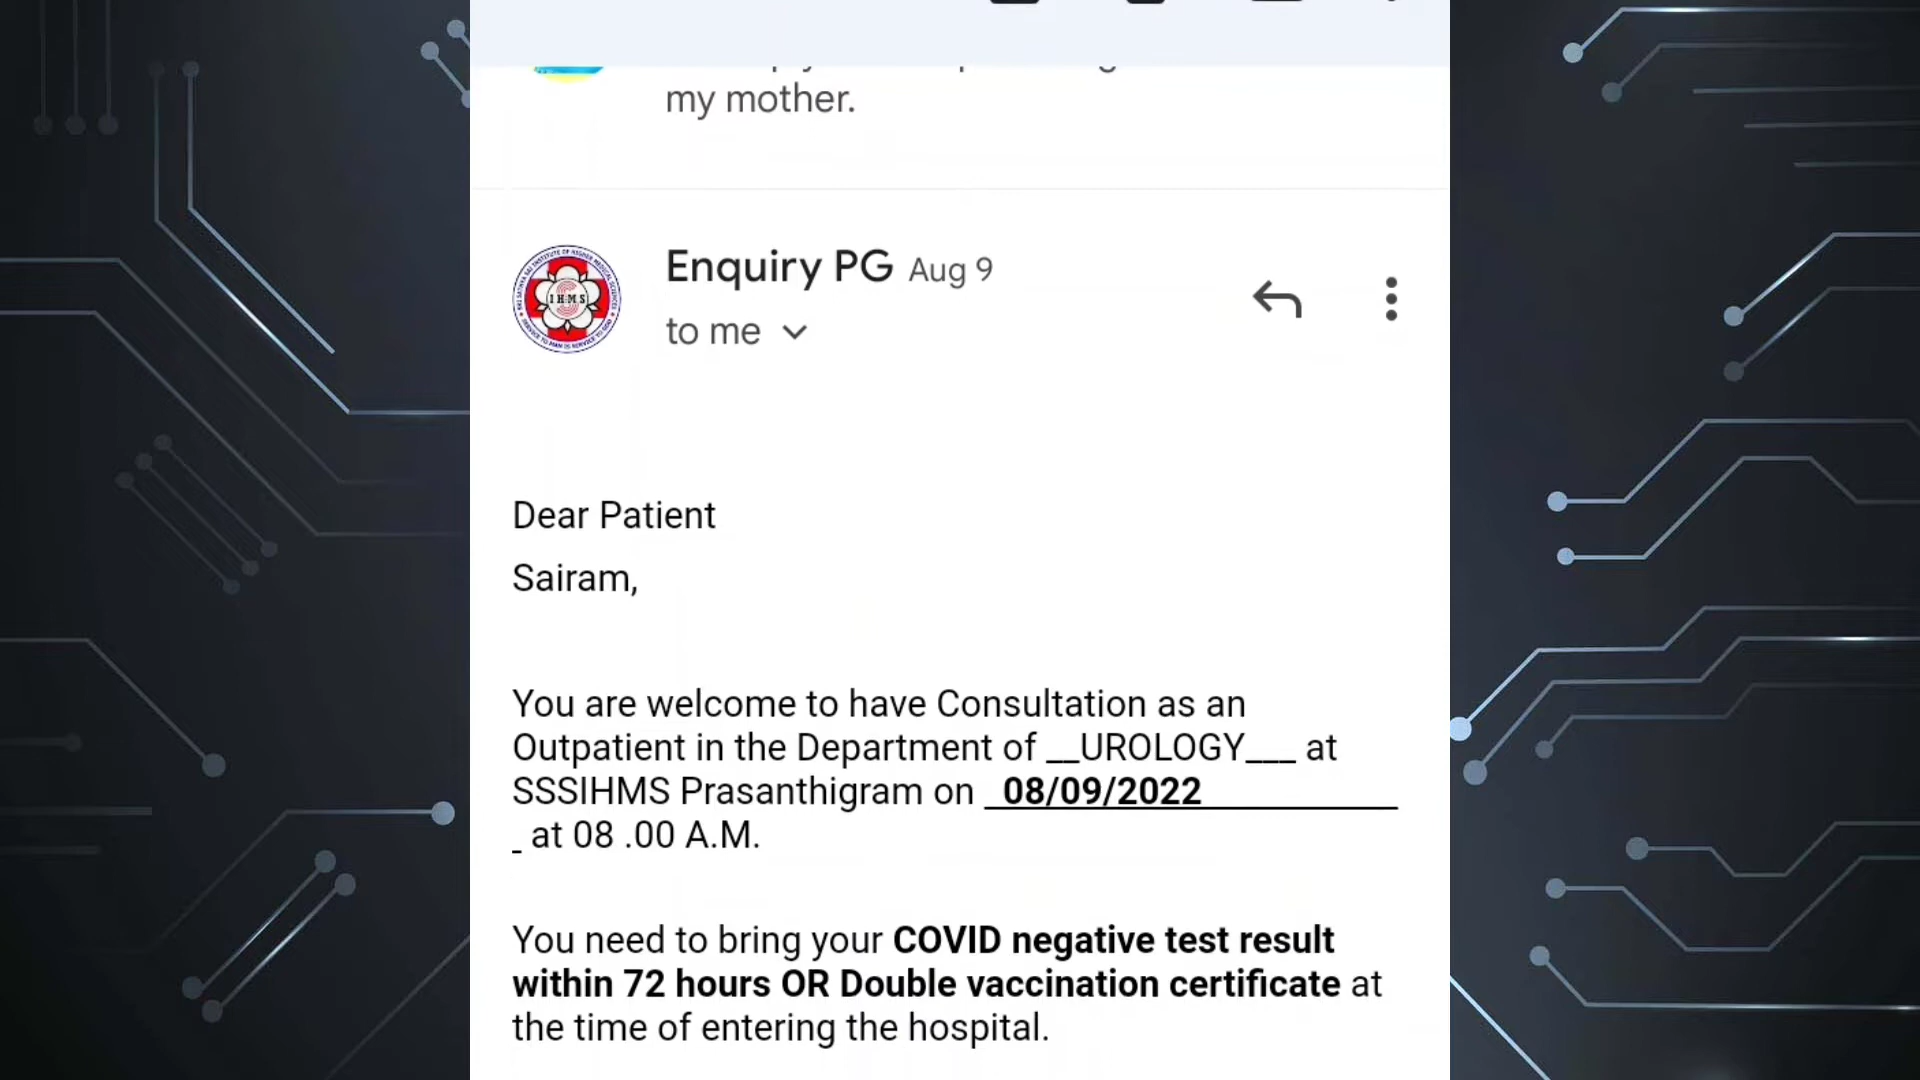 my mother.
Enquiry PG Aug 9
to me
IHMS
Dear Patient
Sairam,
You are welcome to have Consultation as an
Outpatient in the Department of __UROLOGY___ at
SSSIHMS Prasanthigram on _08/09/2022__________
_ at 08 .00 A.M.
You need to bring your COVID negative test result
within 72 hours OR Double vaccination certificate at
the time of entering the hospital.